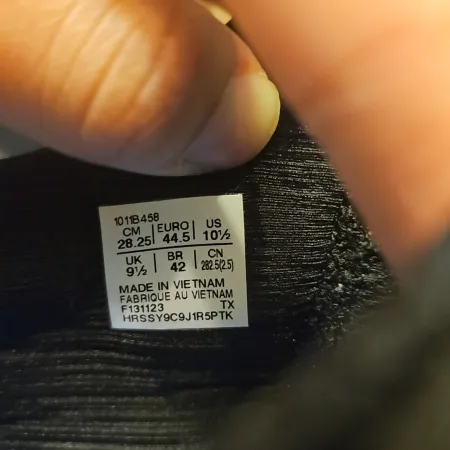 1011B458
CM | EURO | US
28.25 | 44.5 | 10½
UK | BR | CN
9½ | 42 | 282.5(2.5)
MADE IN VIETNAM
FABRIQUE AU VIETNAM
F131123 TX
HRSSY9C9J1R5PTK